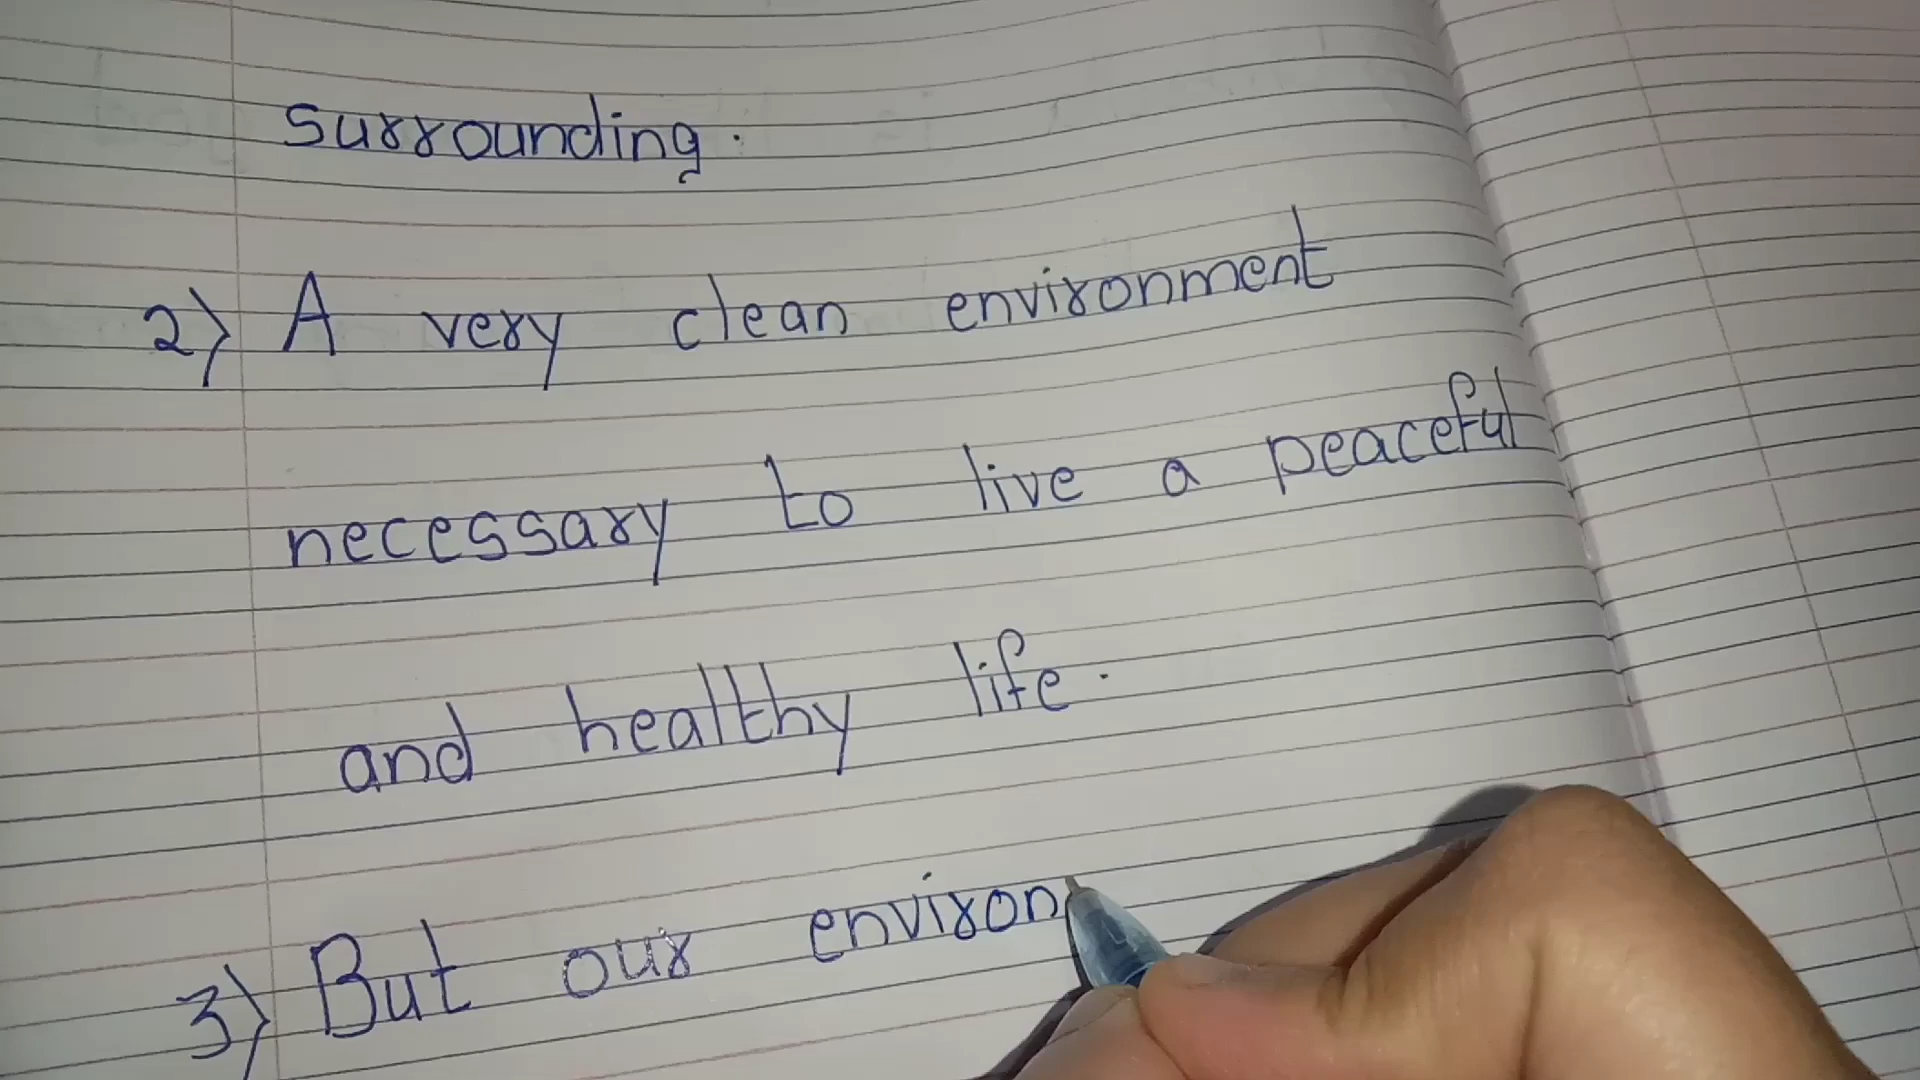 surrounding.
2) A very clean environment
necessary to live a peaceful
and healthy life.
3) But our environ